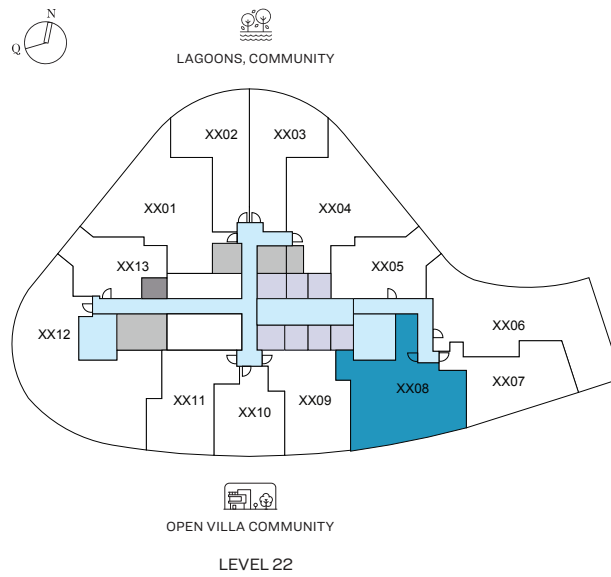 N
Q
LAGOONS, COMMUNITY
XX02
XX03
XX01
XX04
XX13
XX05
XX12
XX06
XX08
XX07
XX11
XX10
XX09
OPEN VILLA COMMUNITY
LEVEL 22